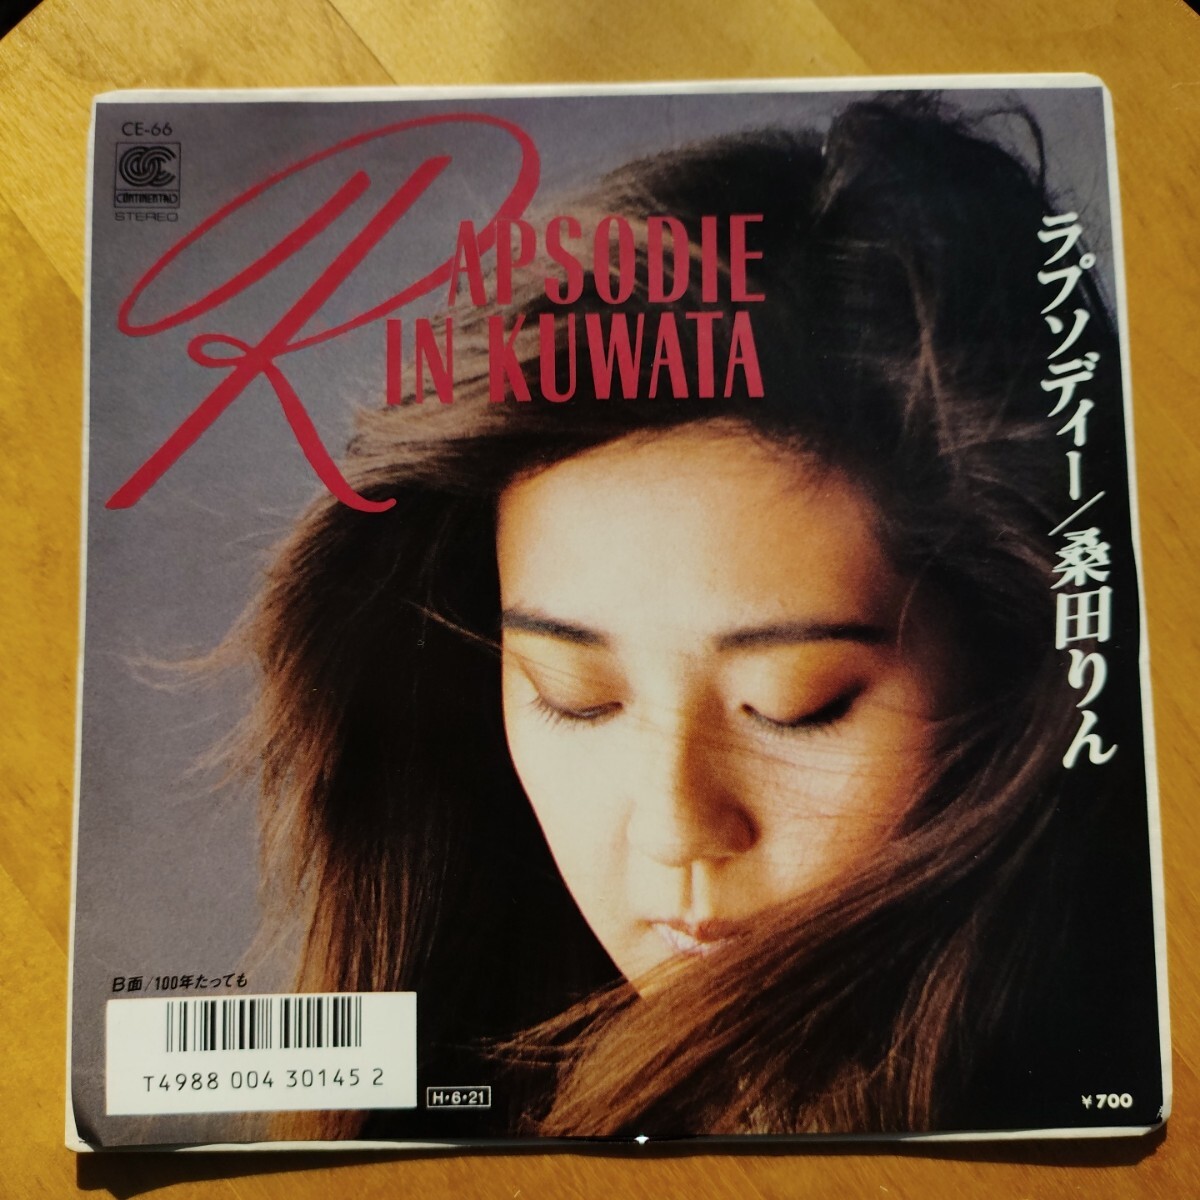 CE-66
CONTINENTAL
STEREO
RAPSODIE
IN KUWATA
ラプソディー/桑田りん
B面/100年たっても
T4988 004 30145 2
H・6・21
¥700